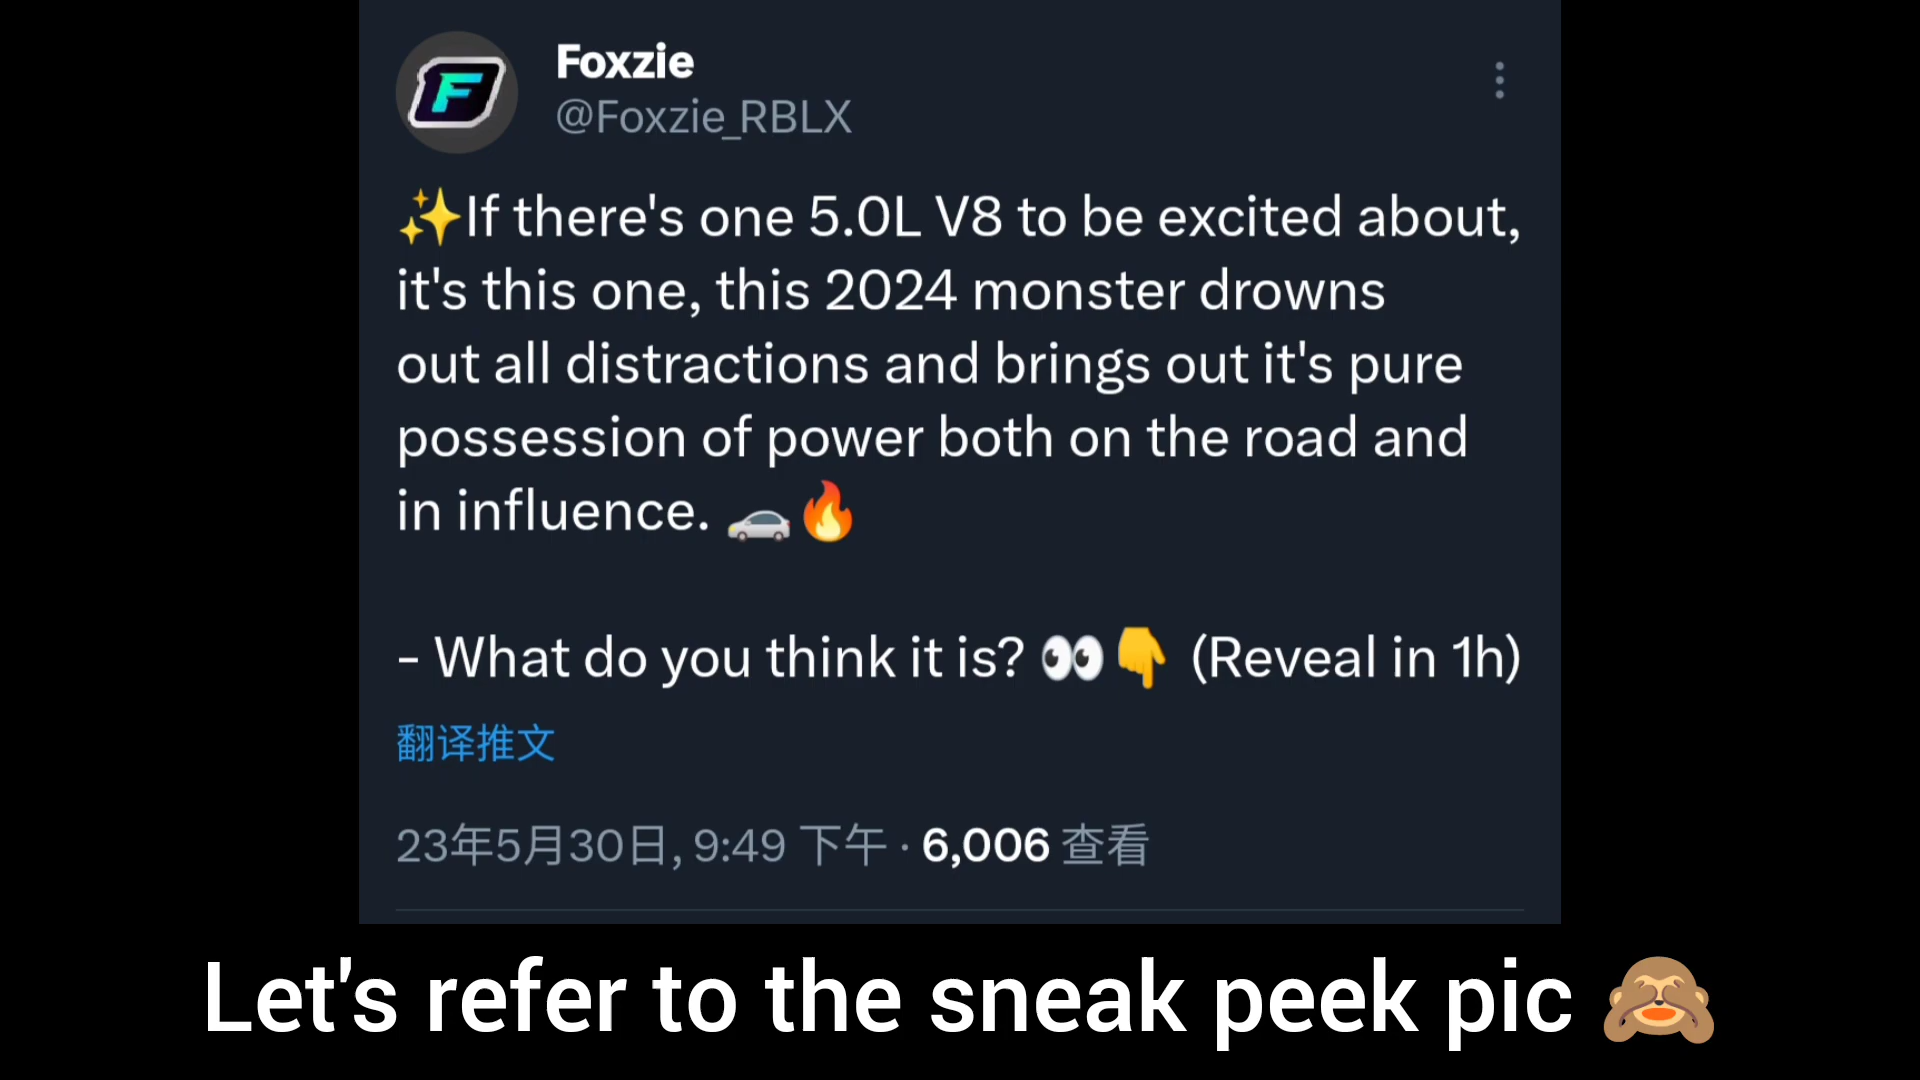 F
Foxzie
@Foxzie_RBLX
✨If there's one 5.0L V8 to be excited about,
it's this one, this 2024 monster drowns
out all distractions and brings out it's pure
possession of power both on the road and
in influence. 🚗🔥
- What do you think it is? 👀👇 (Reveal in 1h)
翻译推文
23年5月30日, 9:49 下午 · 6,006 查看
Let's refer to the sneak peek pic 🙈